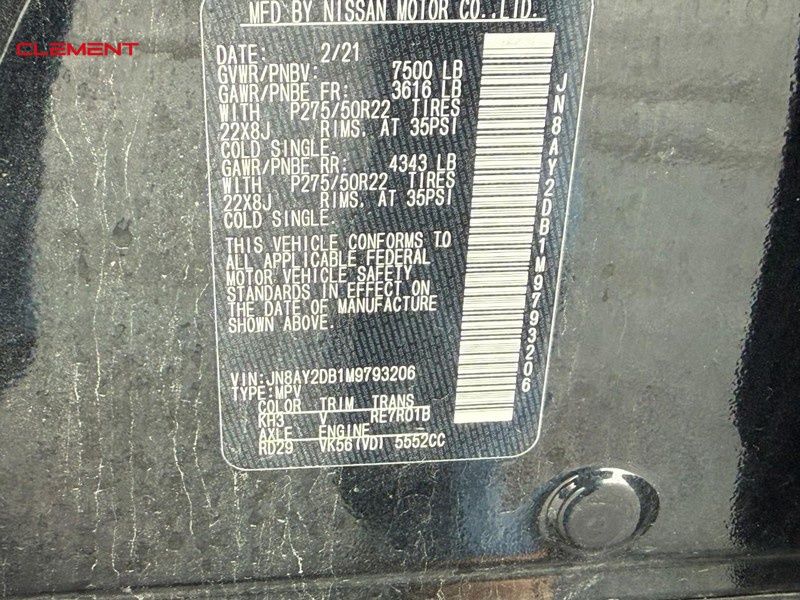 MFD BY NISSAN MOTOR CO.,LTD.
CLEMENT
DATE: 2/21
GVWR/PNBV: 7500 LB
GAWR/PNBE FR: 3616 LB
WITH P275/50R22 TIRES
22X8J RIMS. AT 35PSI
COLD SINGLE.
GAWR/PNBE RR: 4343 LB
WITH P275/50R22 TIRES
22X8J RIMS. AT 35PSI
COLD SINGLE.
THIS VEHICLE CONFORMS TO
ALL APPLICABLE FEDERAL
MOTOR VEHICLE SAFETY
STANDARDS IN EFFECT ON
THE DATE OF MANUFACTURE
SHOWN ABOVE.
VIN:JN8AY2DB1M9793206
TYPE:MPV
COLOR TRIM TRANS
KH3 V RE7R01B
AXLE ENGINE
RD29 VK56(VD) 5552CC
JN8AY2DB1M9793206